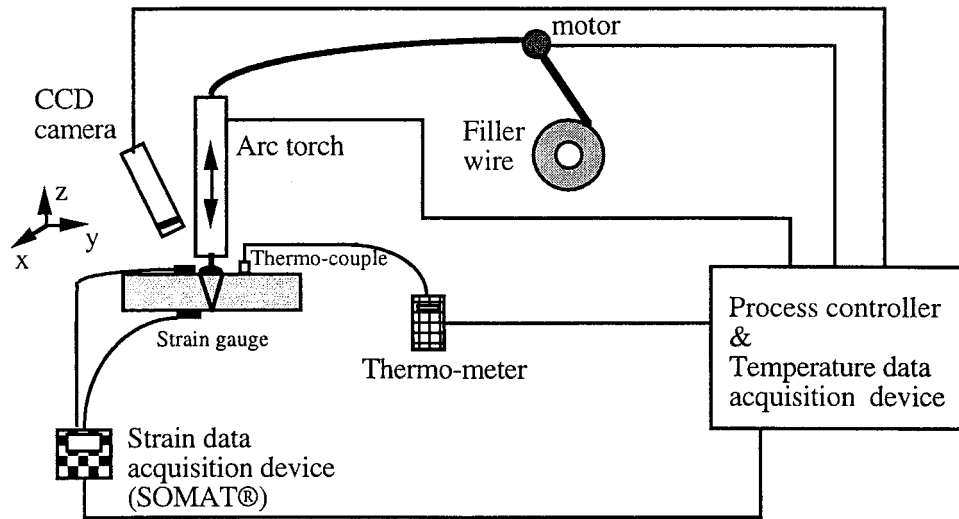 motor
CCD
camera
Arc torch
Filler
wire
z
y
x
Thermo-couple
Strain gauge
Thermo-meter
Process controller
&
Temperature data
acquisition device
Strain data
acquisition device
(SOMAT®)